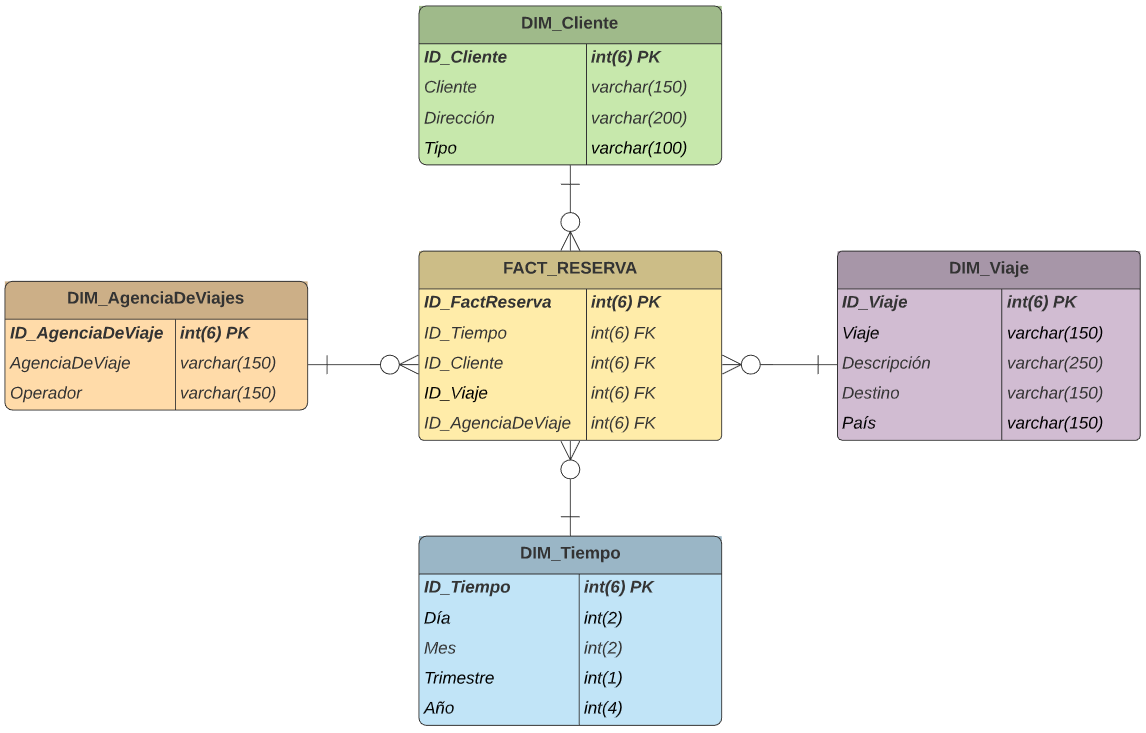 DIM_Cliente
ID_Cliente int(6) PK
Cliente varchar(150)
Dirección varchar(200)
Tipo varchar(100)
DIM_AgenciaDeViajes
ID_AgenciaDeViaje int(6) PK
AgenciaDeViaje varchar(150)
Operador varchar(150)
FACT_RESERVA
ID_FactReserva int(6) PK
ID_Tiempo int(6) FK
ID_Cliente int(6) FK
ID_Viaje int(6) FK
ID_AgenciaDeViaje int(6) FK
DIM_Viaje
ID_Viaje int(6) PK
Viaje varchar(150)
Descripción varchar(250)
Destino varchar(150)
País varchar(150)
DIM_Tiempo
ID_Tiempo int(6) PK
Día int(2)
Mes int(2)
Trimestre int(1)
Año int(4)